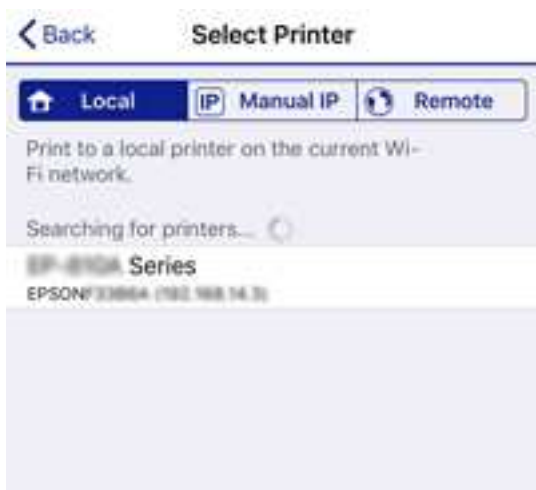 Back Select Printer
Local IP Manual IP Remote
Print to a local printer on the current Wi-
Fi network.
Searching for printers...
Series
EPSON